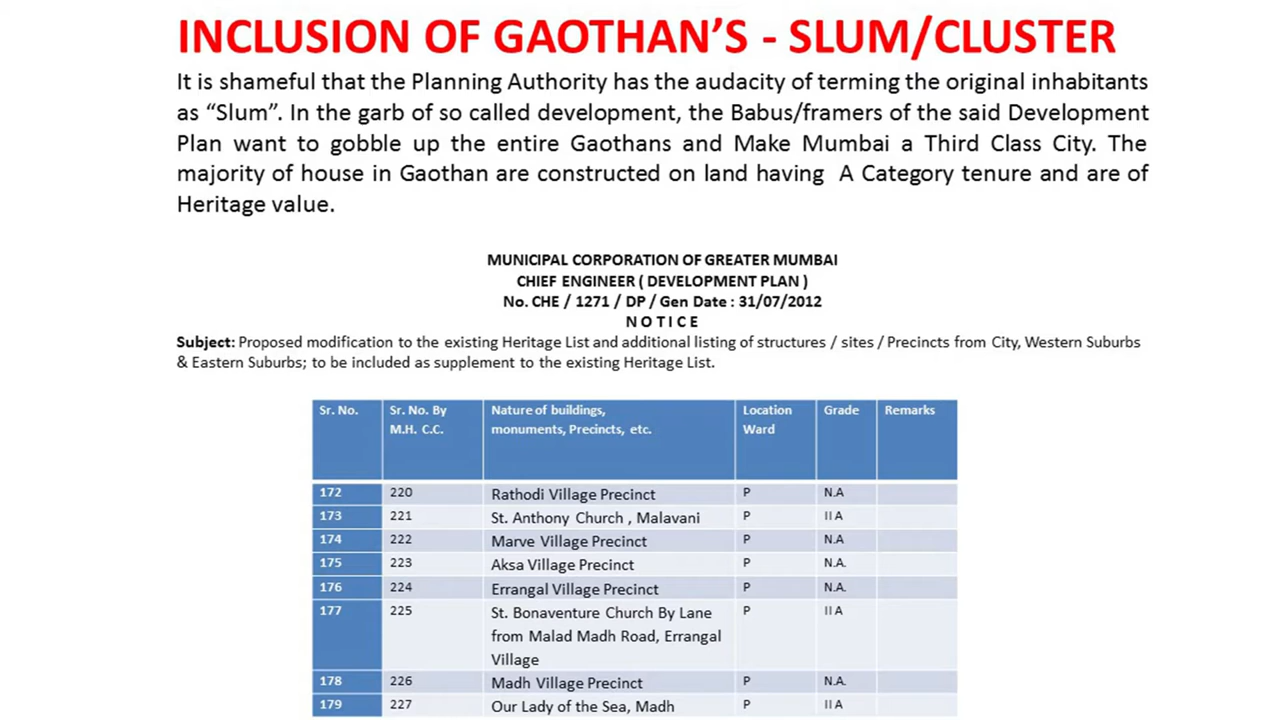 INCLUSION OF GAOTHAN'S - SLUM/CLUSTER
It is shameful that the Planning Authority has the audacity of terming the original inhabitants
as “Slum”. In the garb of so called development, the Babus/framers of the said Development
Plan want to gobble up the entire Gaothans and Make Mumbai a Third Class City. The
majority of house in Gaothan are constructed on land having A Category tenure and are of
Heritage value.
MUNICIPAL CORPORATION OF GREATER MUMBAI
CHIEF ENGINEER ( DEVELOPMENT PLAN )
No. CHE / 1271 / DP / Gen Date : 31/07/2012
N O T I C E
Subject: Proposed modification to the existing Heritage List and additional listing of structures / sites / Precincts from City, Western Suburbs
& Eastern Suburbs; to be included as supplement to the existing Heritage List.
Sr. No. Sr. No. By Nature of buildings, Location Grade Remarks
M.H. C.C. monuments, Precincts, etc. Ward
172 220 Rathodi Village Precinct P N.A
173 221 St. Anthony Church , Malavani P II A
174 222 Marve Village Precinct P N.A
175 223 Aksa Village Precinct P N.A.
176 224 Errangal Village Precinct P N.A.
177 225 St. Bonaventure Church By Lane P II A
from Malad Madh Road, Errangal
Village
178 226 Madh Village Precinct P N.A.
179 227 Our Lady of the Sea, Madh P II A